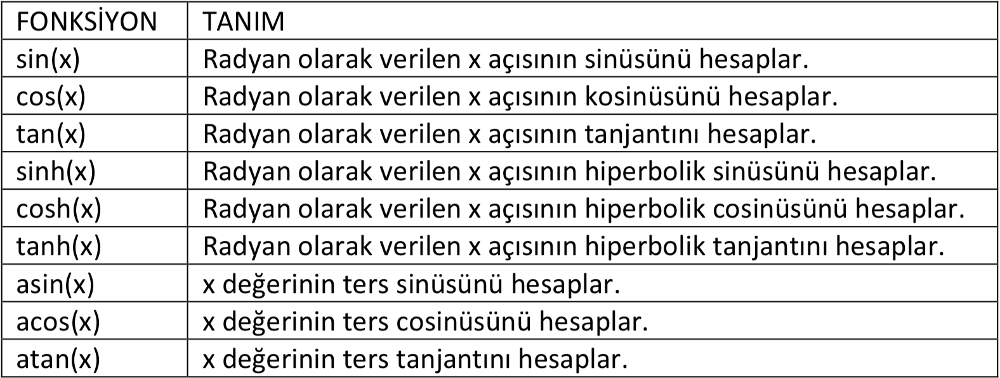 FONKSİYON TANIM
sin(x) Radyan olarak verilen x açısının sinüsünü hesaplar.
cos(x) Radyan olarak verilen x açısının kosinüsünü hesaplar.
tan(x) Radyan olarak verilen x açısının tanjantını hesaplar.
sinh(x) Radyan olarak verilen x açısının hiperbolik sinüsünü hesaplar.
cosh(x) Radyan olarak verilen x açısının hiperbolik cosinüsünü hesaplar.
tanh(x) Radyan olarak verilen x açısının hiperbolik tanjantını hesaplar.
asin(x) x değerinin ters sinüsünü hesaplar.
acos(x) x değerinin ters cosinüsünü hesaplar.
atan(x) x değerinin ters tanjantını hesaplar.